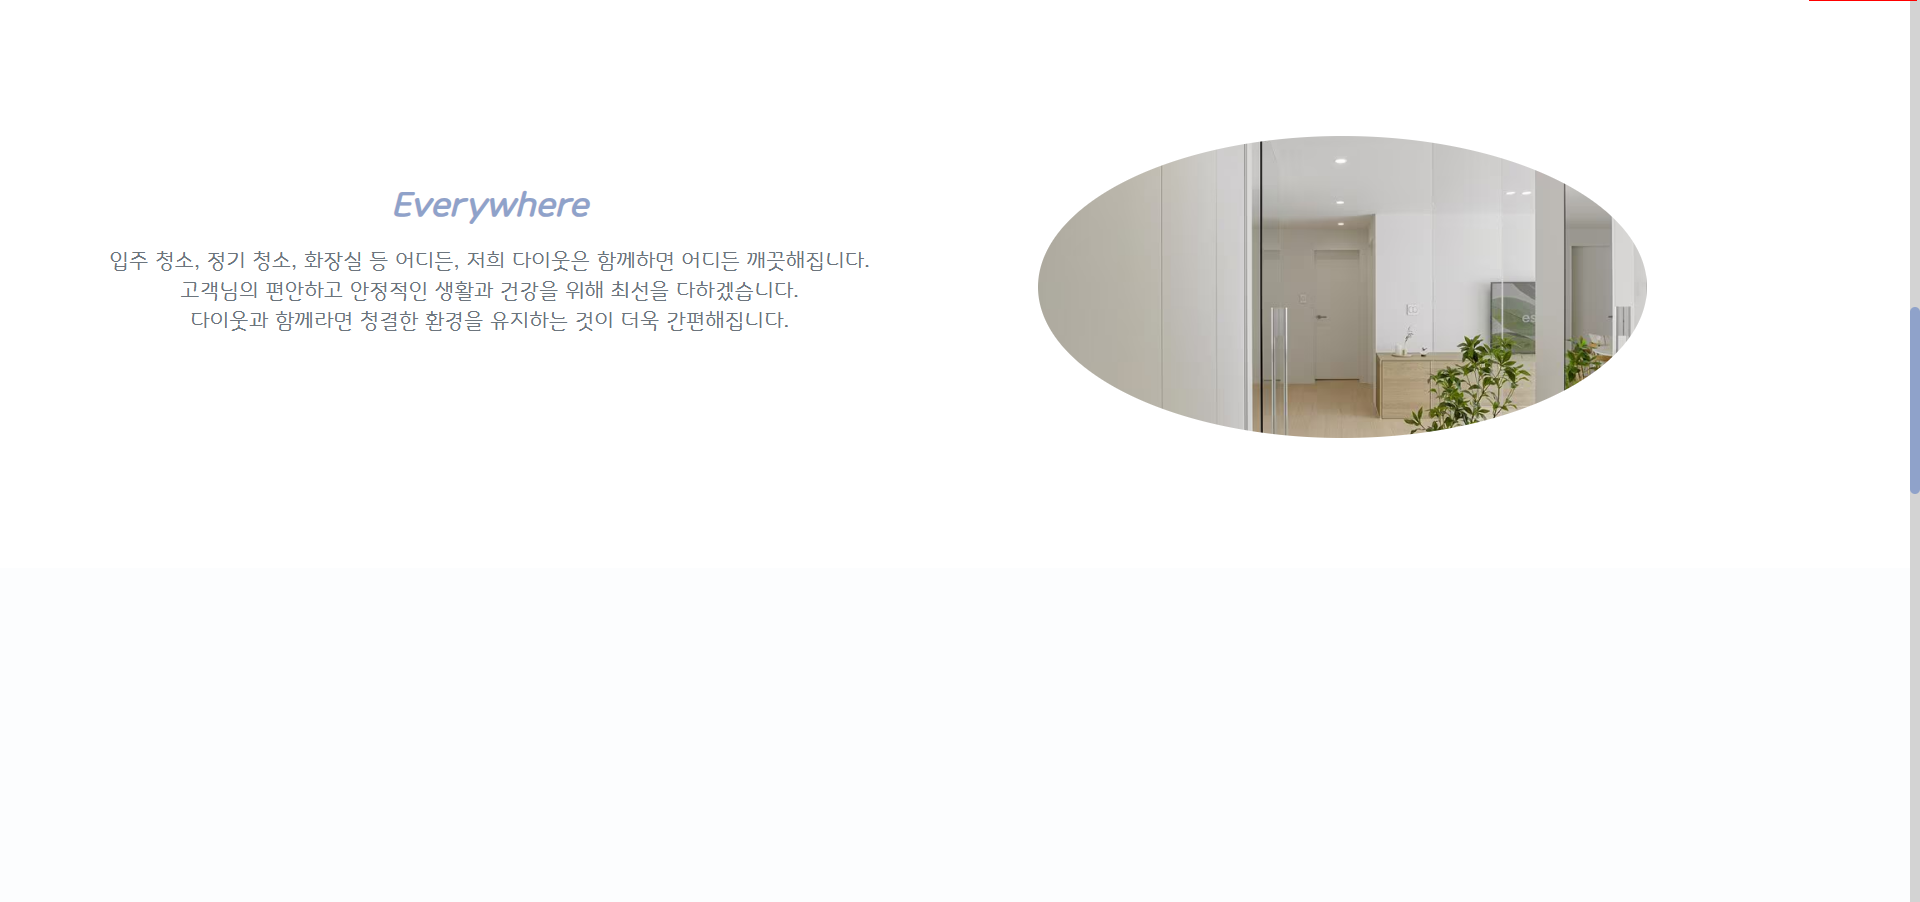 Everywhere
입주 청소, 정기 청소, 화장실 등 어디든, 저희 다이웃은 함께하면 어디든 깨끗해집니다.
고객님의 편안하고 안정적인 생활과 건강을 위해 최선을 다하겠습니다.
다이웃과 함께라면 청결한 환경을 유지하는 것이 더욱 간편해집니다.
es